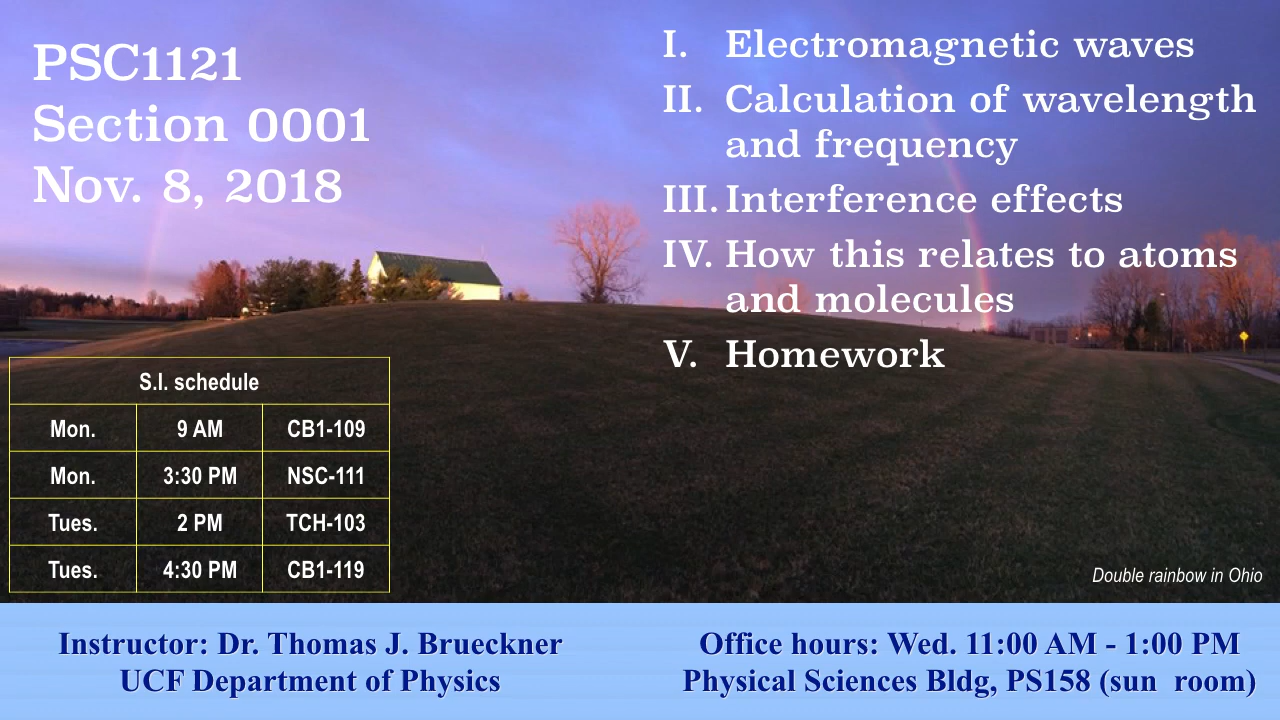 PSC1121
Section 0001
Nov. 8, 2018
I. Electromagnetic waves
II. Calculation of wavelength
and frequency
III. Interference effects
IV. How this relates to atoms
and molecules
V. Homework
S.I. schedule
Mon. 9 AM CB1-109
Mon. 3:30 PM NSC-111
Tues. 2 PM TCH-103
Tues. 4:30 PM CB1-119
Double rainbow in Ohio
Instructor: Dr. Thomas J. Brueckner
UCF Department of Physics
Office hours: Wed. 11:00 AM - 1:00 PM
Physical Sciences Bldg, PS158 (sun room)